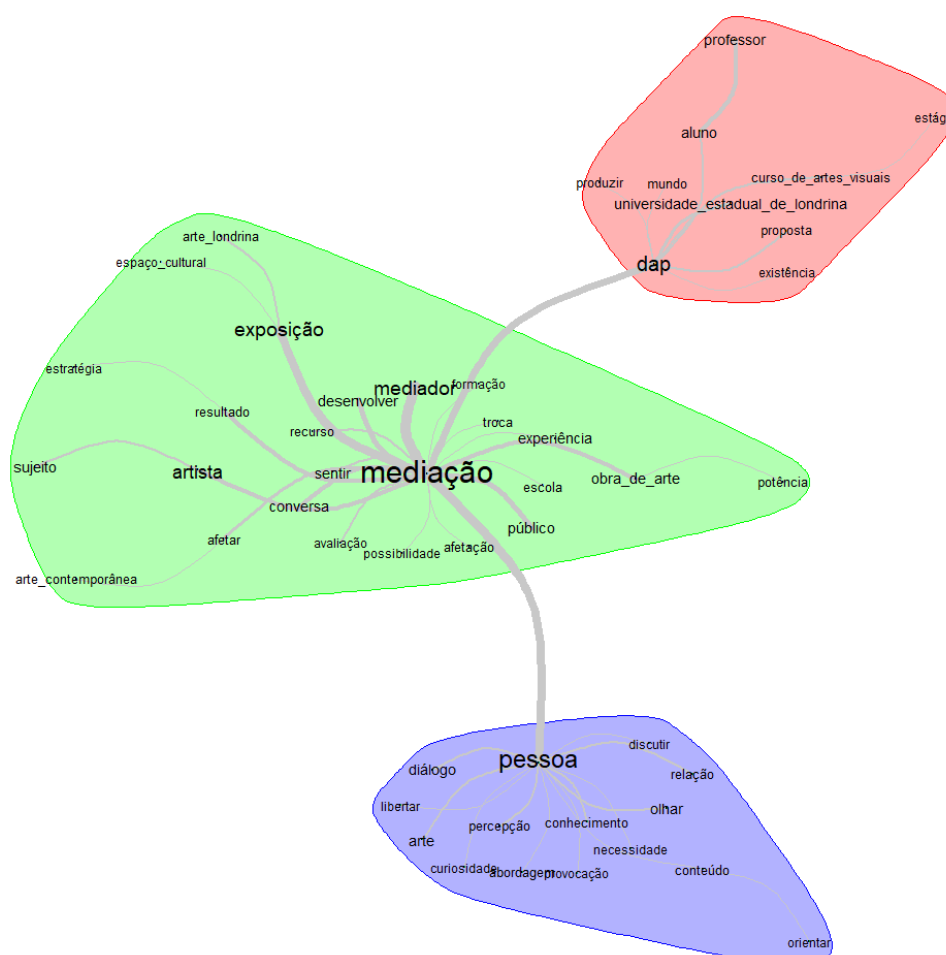 professor
estág
aluno
curso_de_artes_visuais
produzir
mundo
universidade_estadual_de_londrina
proposta
dap
existência
arte_londrina
espaço_cultural
exposição
estratégia
mediador
formação
desenvolver
resultado
troca
recurso
experiência
sujeito
artista
sentir
mediação
obra_de_arte
potência
escola
conversa
público
afetar
avaliação
possibilidade
afetação
arte_contemporânea
discutir
pessoa
diálogo
relação
libertar
olhar
percepção
conhecimento
arte
necessidade
curiosidade
abordagem
provocação
conteúdo
orientar